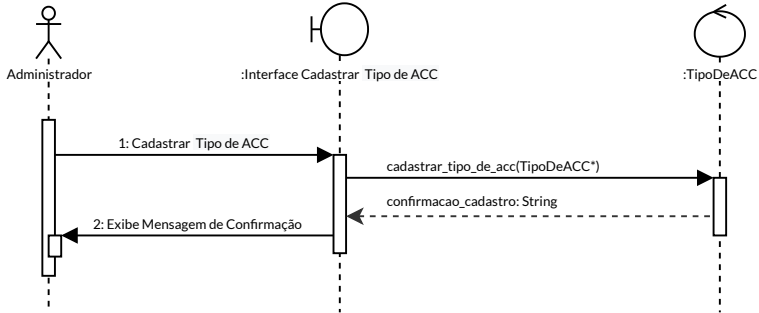 Administrador
:Interface Cadastrar Tipo de ACC
:TipoDeACC
1: Cadastrar Tipo de ACC
cadastrar_tipo_de_acc(TipoDeACC*)
confirmacao_cadastro: String
2: Exibe Mensagem de Confirmação